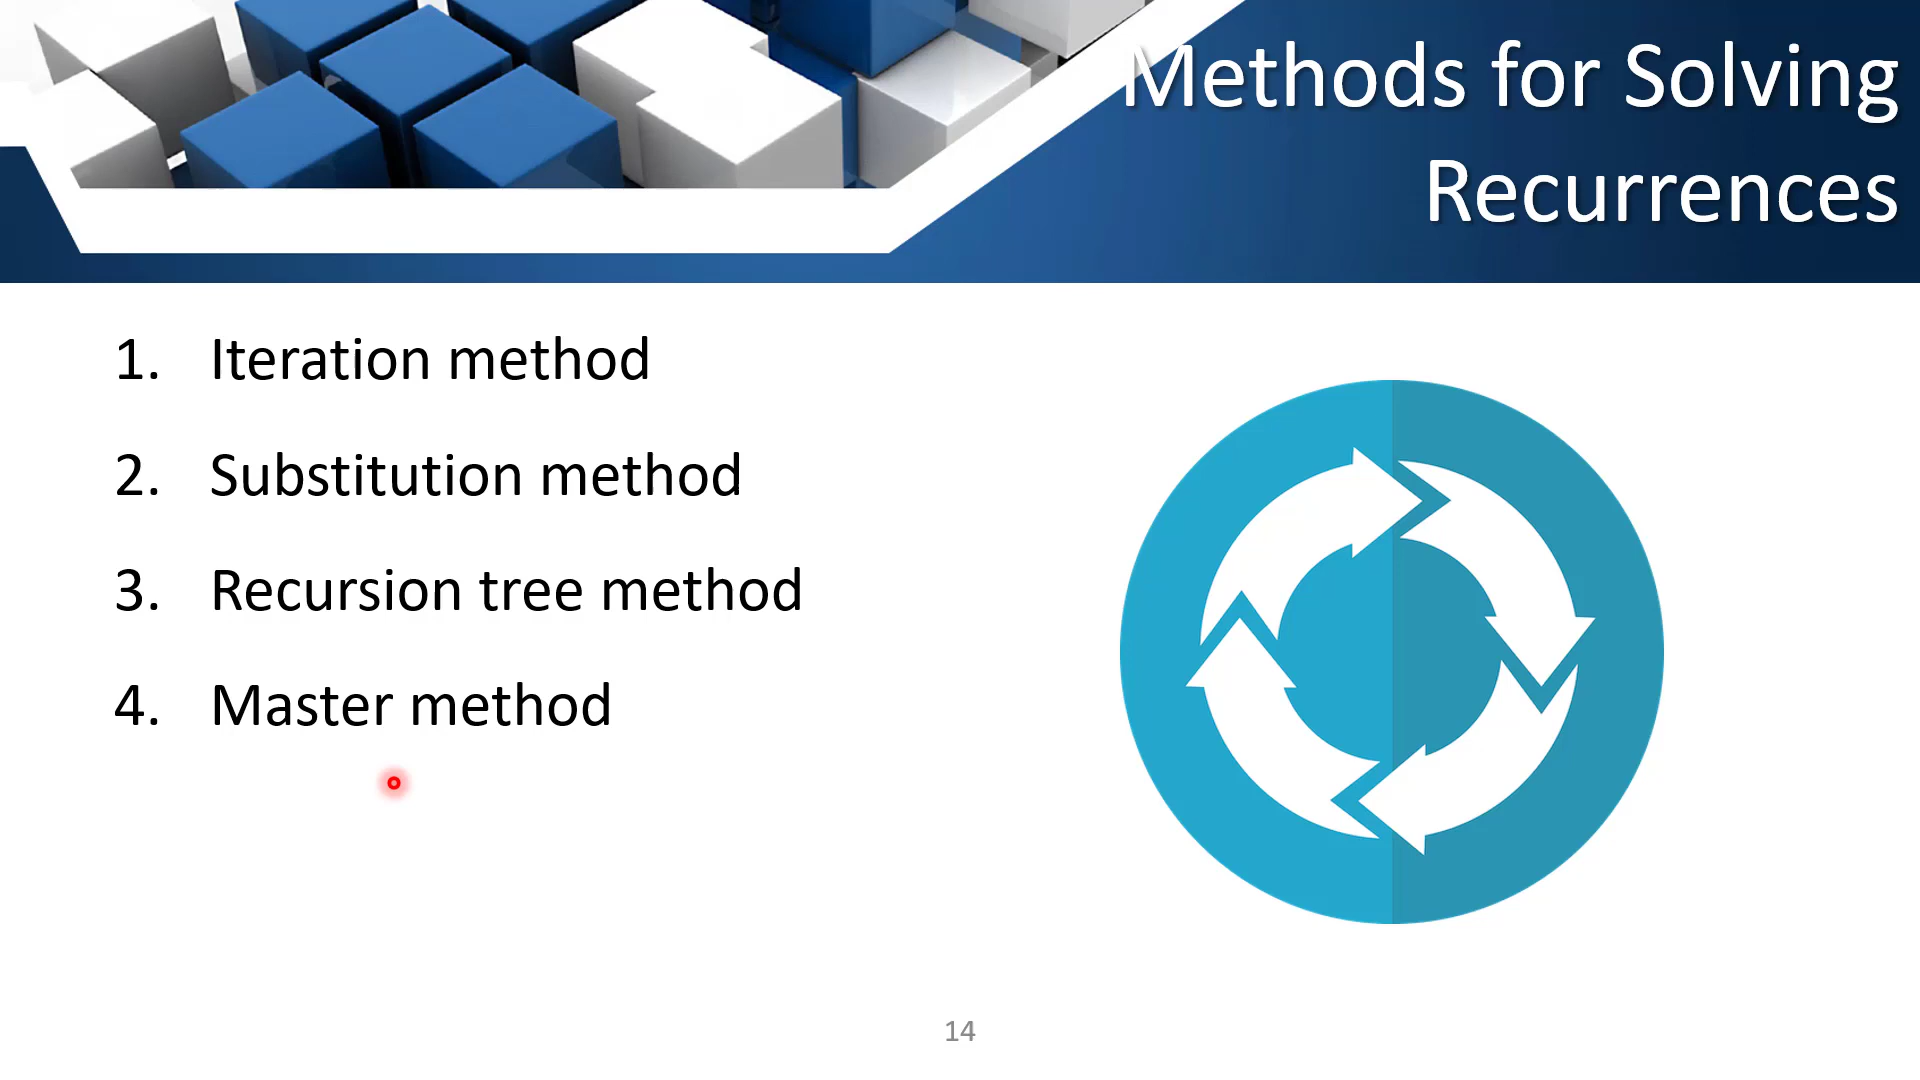 Methods for Solving
Recurrences
1. Iteration method
2. Substitution method
3. Recursion tree method
4. Master method
14